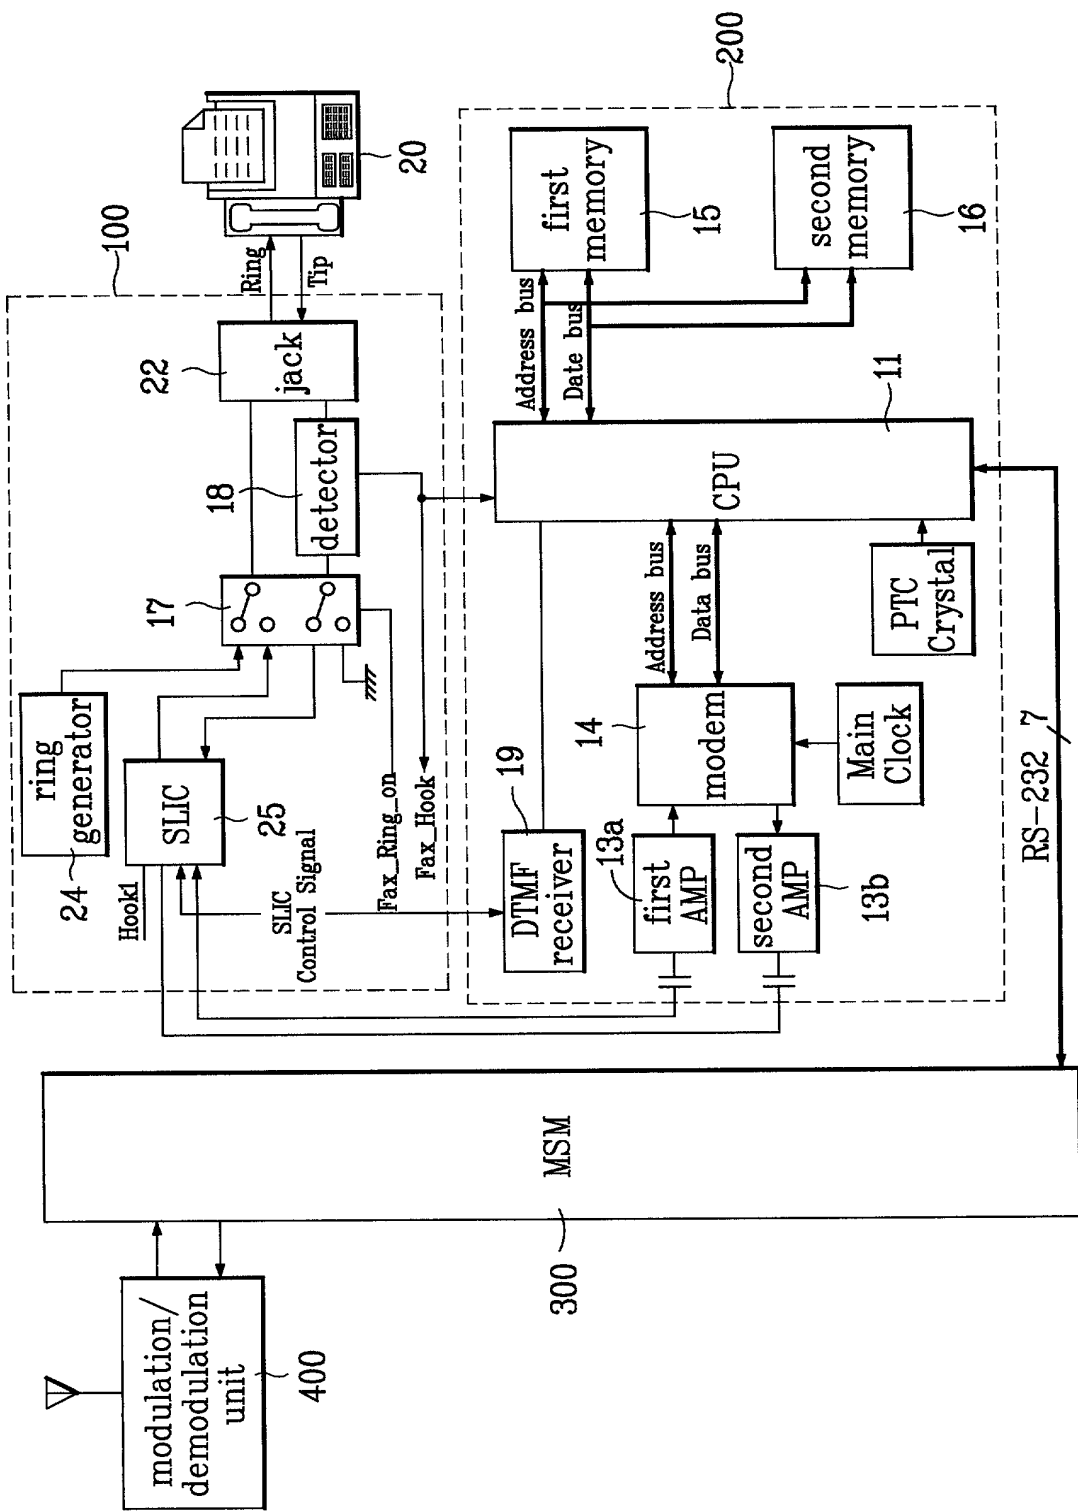 100
200
20
Ring
Tip
22
jack
18
detector
17
ring
generator
24
SLIC
25
Hook1
SLIC
Control Signal
Fax_Ring_on
Fax_Hook
first
memory
15
second
memory
16
Address bus
Date bus
11
CPU
Address bus
Data bus
PTC
Crystal
14
modem
Main
Clock
19
DTMF
receiver
13a
first
AMP
second
AMP
13b
RS-232
7
MSM
300
modulation/
demodulation
unit
400